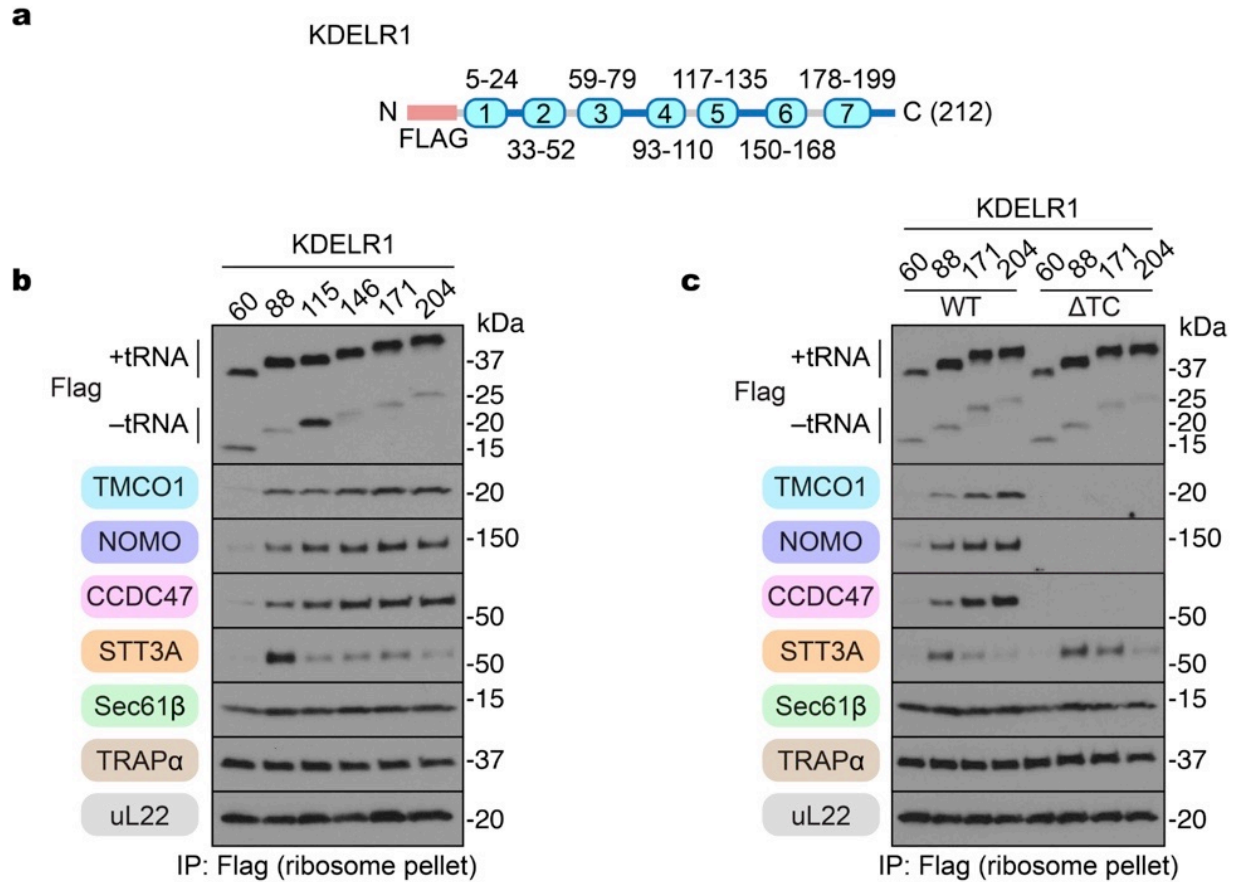 a
KDELR1
5-24 59-79 117-135 178-199
N 1 2 3 4 5 6 7 C (212)
FLAG
33-52 93-110 150-168
b
KDELR1
60 88 115 146 171 204
kDa
+tRNA
Flag
–tRNA
-37
-25
-20
-15
TMCO1 -20
NOMO -150
CCDC47 -50
STT3A -50
Sec61β -15
TRAPα -37
uL22 -20
IP: Flag (ribosome pellet)
c
KDELR1
60 88 171 204 60 88 171 204
WT ΔTC
kDa
+tRNA
Flag
–tRNA
-37
-25
-20
-15
TMCO1 -20
NOMO -150
CCDC47 -50
STT3A -50
Sec61β -15
TRAPα -37
uL22 -20
IP: Flag (ribosome pellet)